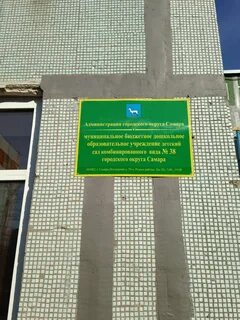 Администрация городского округа Самара
муниципальное бюджетное дошкольное
образовательное учреждение детский
сад комбинированного вида № 38
городского округа Самара